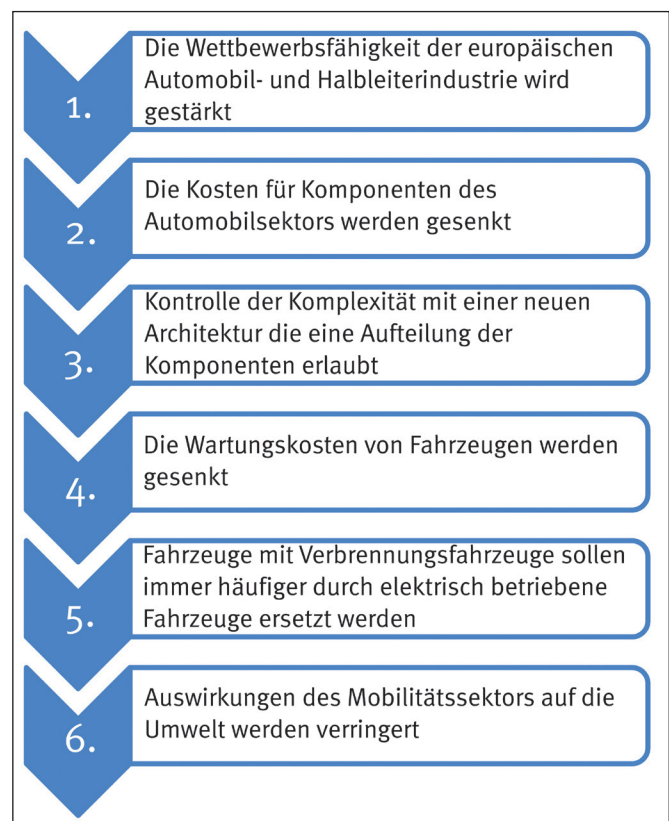 1.
Die Wettbewerbsfähigkeit der europäischen
Automobil- und Halbleiterindustrie wird
gestärkt
2.
Die Kosten für Komponenten des
Automobilsektors werden gesenkt
3.
Kontrolle der Komplexität mit einer neuen
Architektur die eine Aufteilung der
Komponenten erlaubt
4.
Die Wartungskosten von Fahrzeugen werden
gesenkt
5.
Fahrzeuge mit Verbrennungsfahrzeuge sollen
immer häufiger durch elektrisch betriebene
Fahrzeuge ersetzt werden
6.
Auswirkungen des Mobilitätssektors auf die
Umwelt werden verringert